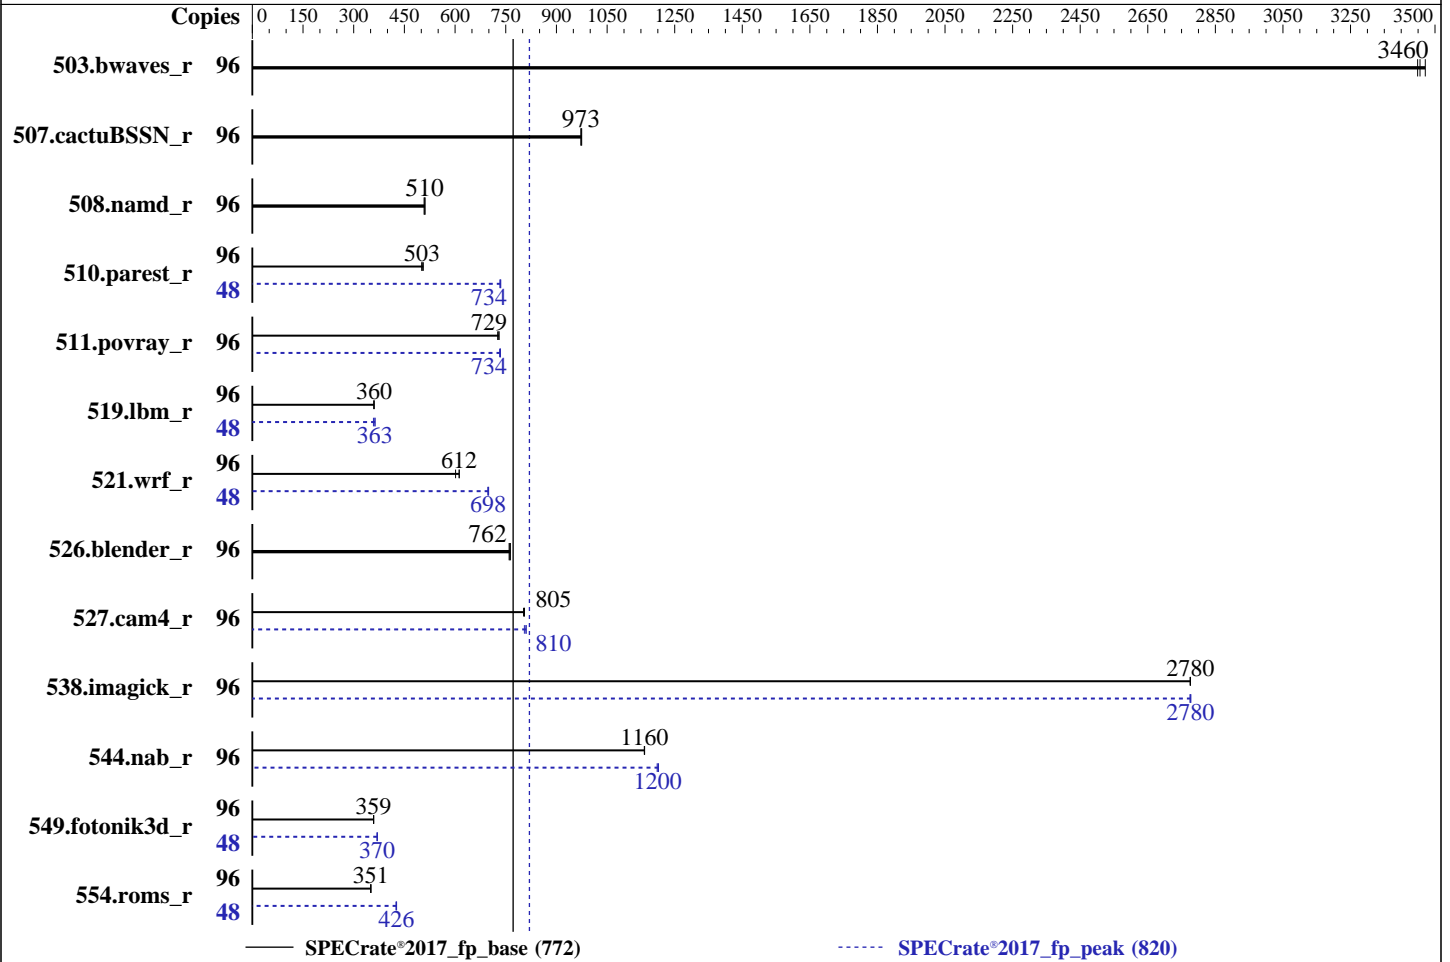 Copies 0 150 300 450 600 750 900 1050 1250 1450 1650 1850 2050 2250 2450 2650 2850 3050 3250 3500
503.bwaves_r 96 3460
507.cactuBSSN_r 96 973
508.namd_r 96 510
510.parest_r 96 503
48 734
511.povray_r 96 729
734
519.lbm_r 96 360
48 363
521.wrf_r 96 612
48 698
526.blender_r 96 762
527.cam4_r 96 805
810
538.imagick_r 96 2780
2780
544.nab_r 96 1160
1200
549.fotonik3d_r 96 359
48 370
554.roms_r 96 351
48 426
SPECrate®2017_fp_base (772) SPECrate®2017_fp_peak (820)